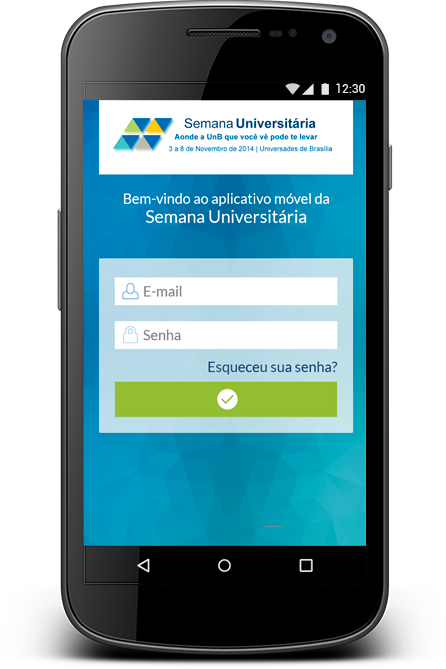 12:30
Semana Universitária
Aonde a UnB que você vê pode te levar
3 a 8 de Novembro de 2014 | Universades de Brasília
Bem-vindo ao aplicativo móvel da
Semana Universitária
E-mail
Senha
Esqueceu sua senha?